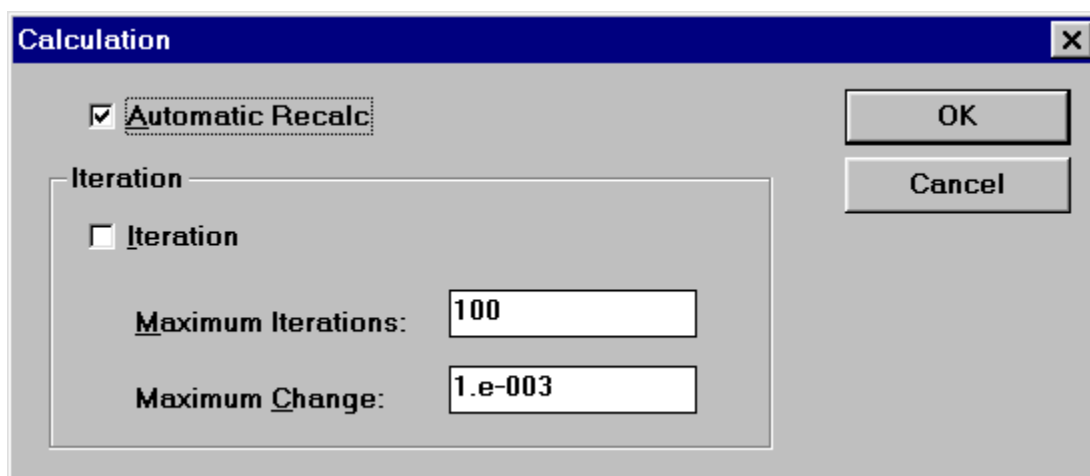 Calculation
Automatic Recalc
OK
Iteration
Cancel
Iteration
Maximum Iterations: 100
Maximum Change: 1.e-003